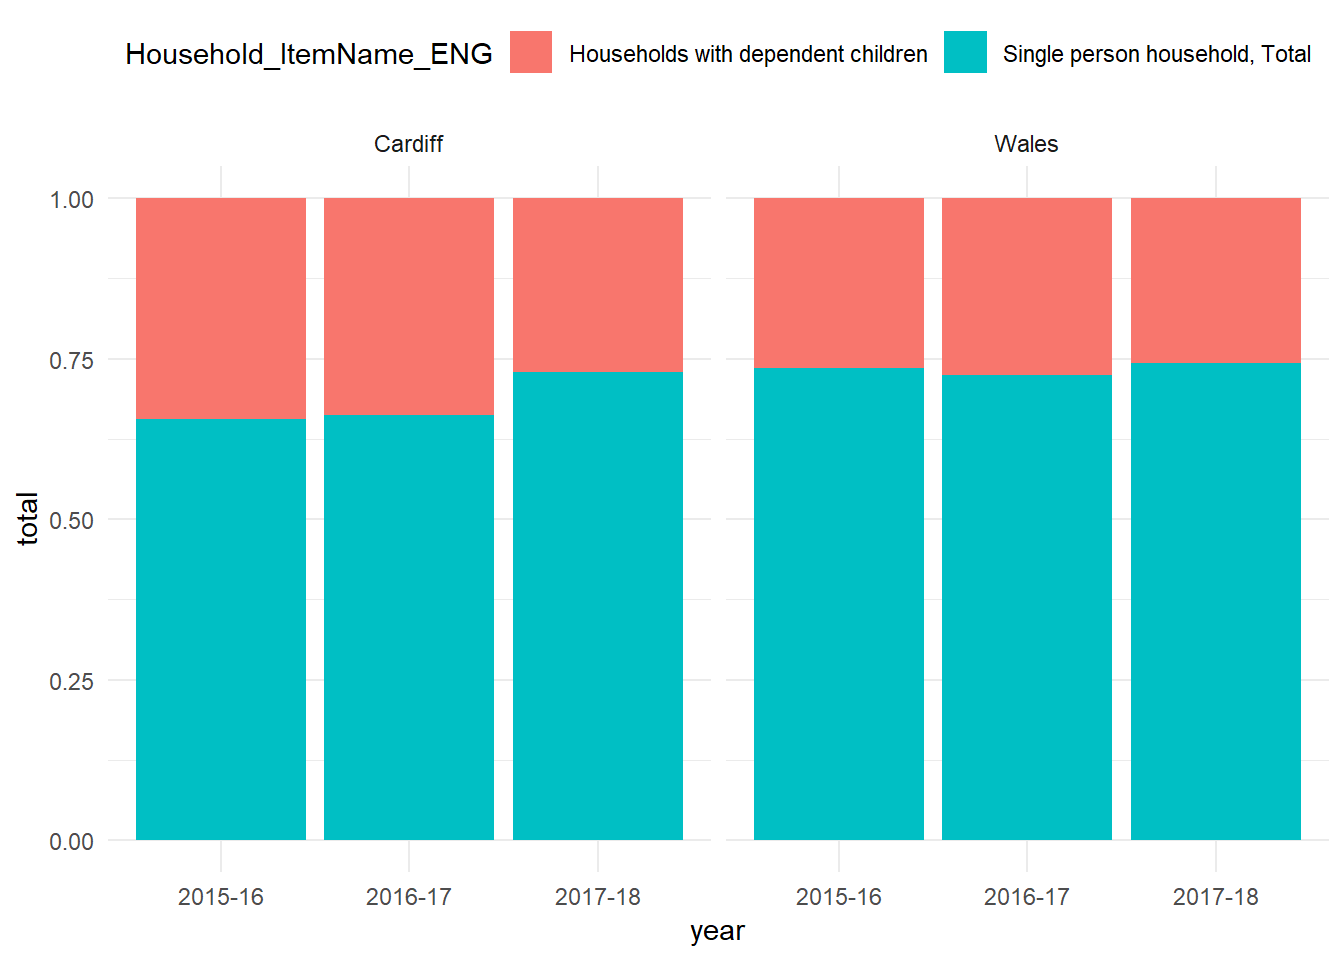 Household_ItemName_ENG Households with dependent children Single person household, Total
Cardiff Wales
1.00
0.75
0.50
0.25
0.00
total
2015-16 2016-17 2017-18 2015-16 2016-17 2017-18
year